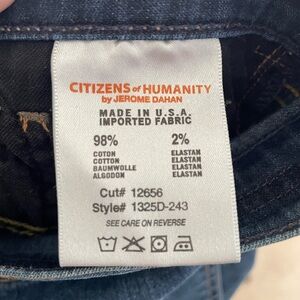 CITIZENS of HUMANITY
by JEROME DAHAN
MADE IN U.S.A.
IMPORTED FABRIC
98% 2%
COTON ELASTAN
COTTON ELASTAN
BAUMWOLLE ELASTAN
ALGODON ELASTAN
Cut# 12656
Style# 1325D-243
SEE CARE ON REVERSE